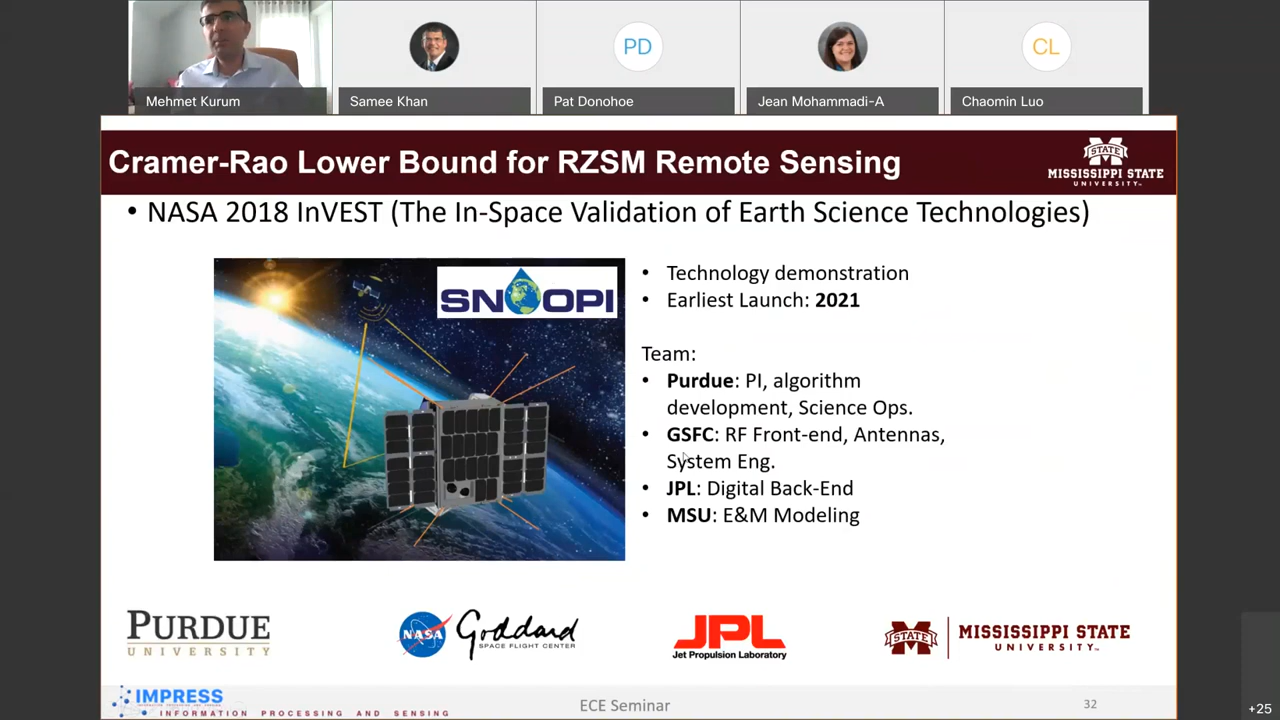 PD
CL
Mehmet Kurum
Samee Khan
Pat Donohoe
Jean Mohammadi-A
Chaomin Luo
Cramer-Rao Lower Bound for RZSM Remote Sensing
STATE
MISSISSIPPI STATE
UNIVERSITY™
• NASA 2018 InVEST (The In-Space Validation of Earth Science Technologies)
SNOOPI
• Technology demonstration
• Earliest Launch: 2021
Team:
• Purdue: PI, algorithm
development, Science Ops.
• GSFC: RF Front-end, Antennas,
System Eng.
• JPL: Digital Back-End
• MSU: E&M Modeling
PURDUE
UNIVERSITY
NASA
Goddard
SPACE FLIGHT CENTER
JPL
Jet Propulsion Laboratory
STATE
MISSISSIPPI STATE
UNIVERSITY™
IMPRESS
INFORMATION PROCESSING AND SENSING
ECE Seminar
32
+25